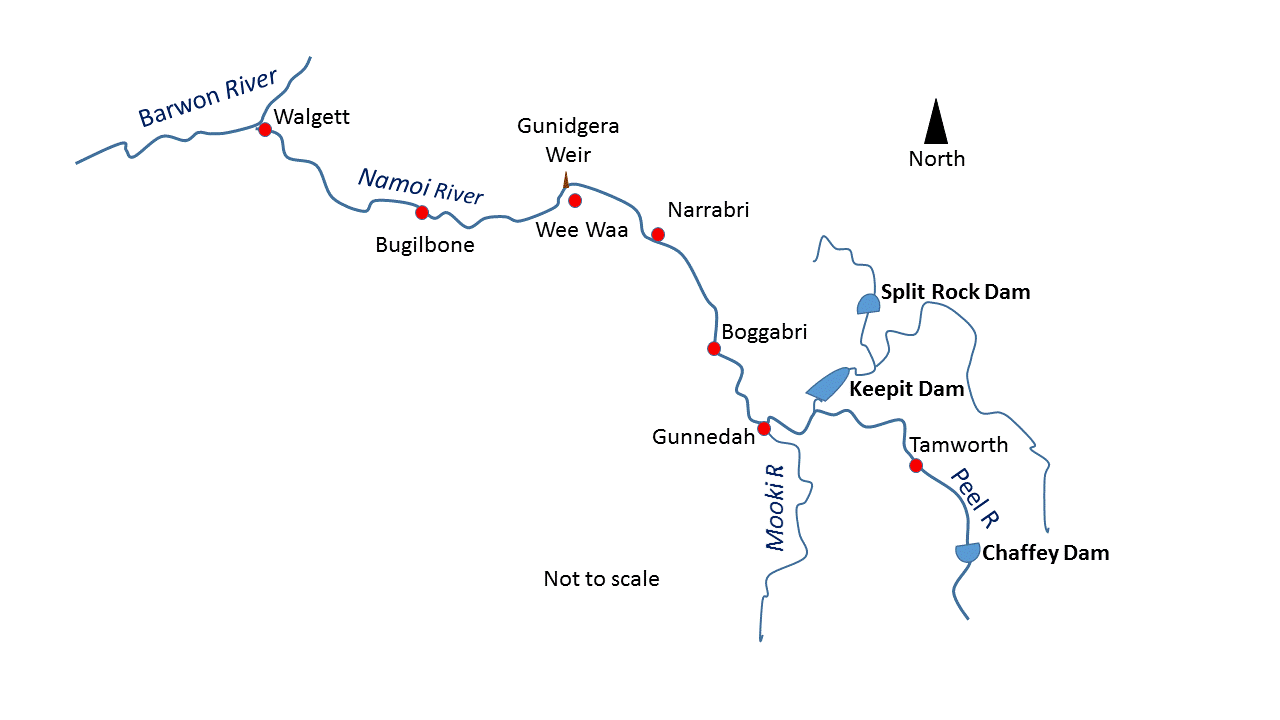 Barwon River
Walgett
Gunidgera
Weir
North
Namoi River
Narrabri
Wee Waa
Bugilbone
Split Rock Dam
Boggabri
Keepit Dam
Gunnedah
Tamworth
Mooki R
Peel R
Chaffey Dam
Not to scale